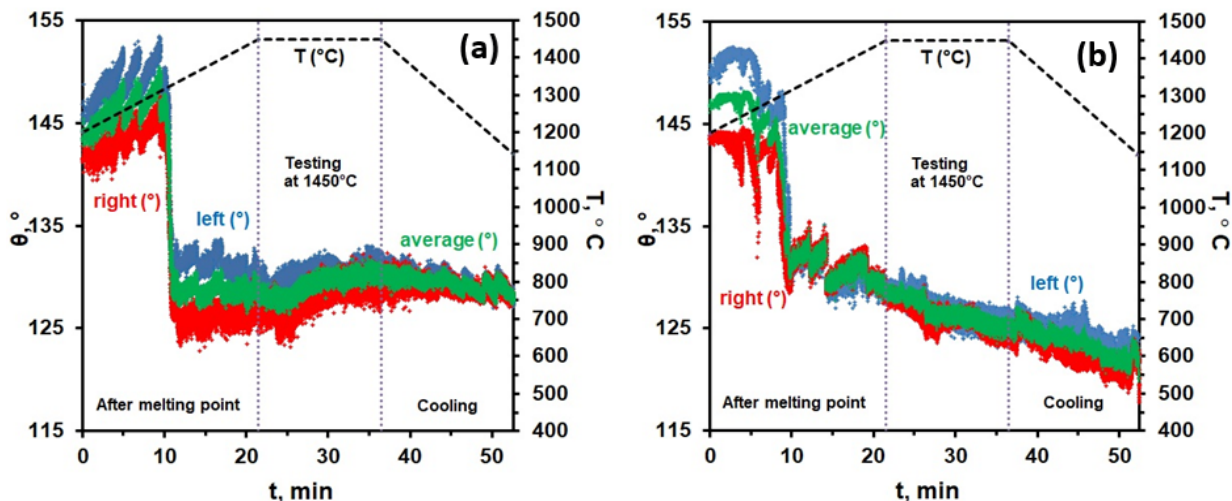 (a)
155
145
135
125
115
θ,°
1500
1400
1300
1200
1100
1000
900
800
700
600
500
400
T,°C
T (°C)
Testing
at 1450°C
right (°)
left (°)
average (°)
After melting point
Cooling
0
10
20
30
40
50
t, min
(b)
155
145
135
125
115
θ,°
1500
1400
1300
1200
1100
1000
900
800
700
600
500
400
T,°C
T (°C)
average (°)
Testing
at 1450°C
right (°)
left (°)
After melting point
Cooling
0
10
20
30
40
50
t, min